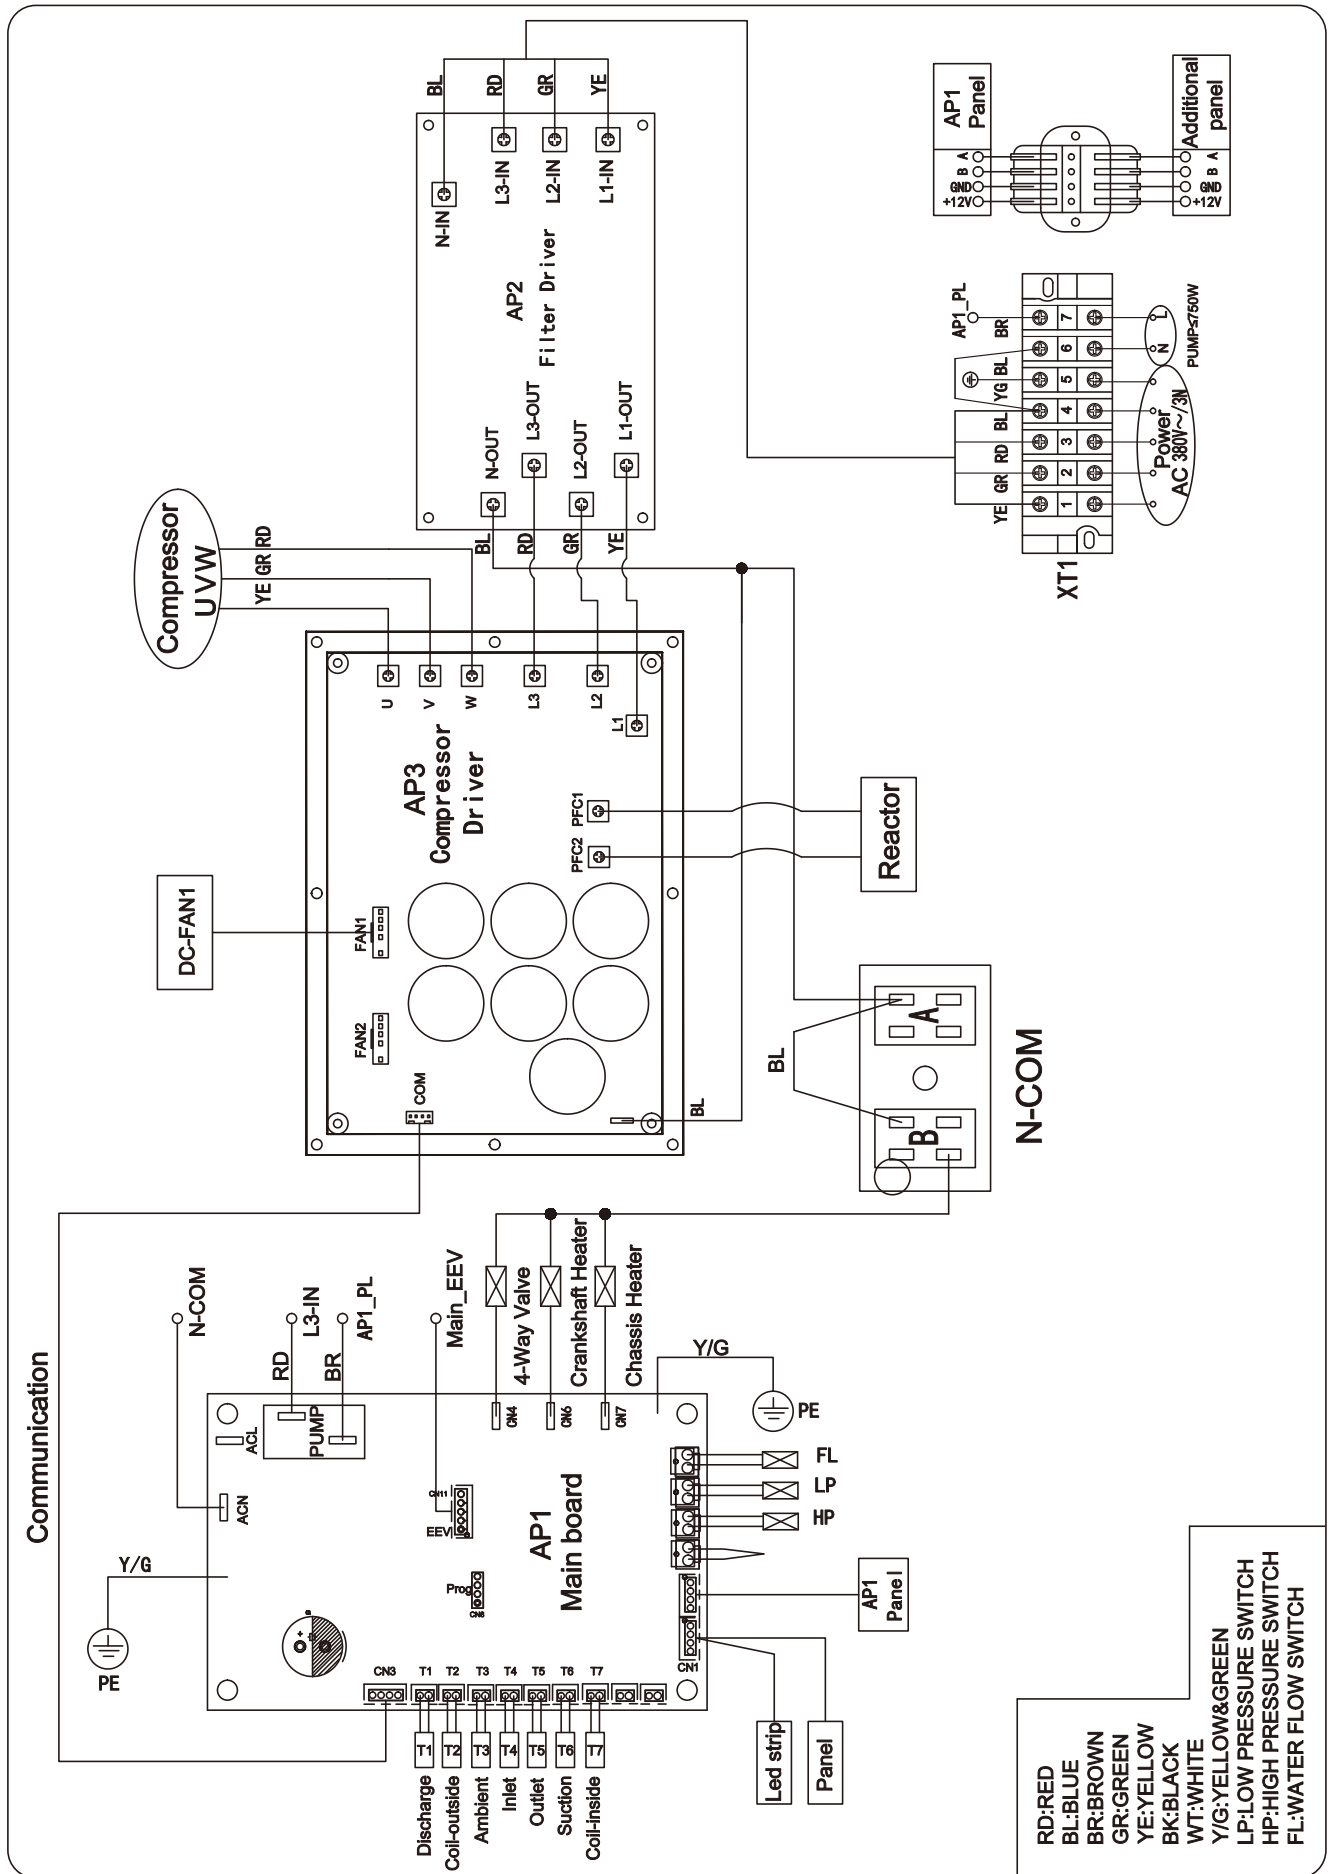 BL
RD
GR
YE
N-IN
L3-IN
L2-IN
L1-IN
AP2
Filter Driver
N-OUT
L3-OUT
L2-OUT
L1-OUT
BL
RD
GR
YE
AP1
Panel
A
B
GND
+12V
Additional
panel
A
B
GND
+12V
AP1_PL
BR
BL
YG
BL
RD
GR
YE
7
6
5
4
3
2
1
L
N
PUMP≤750W
Power
AC 380V～/3N
XT1
Compressor
U V W
YE GR RD
U
V
W
L3
L2
L1
AP3
Compressor
Driver
PFC1
PFC2
Reactor
DC-FAN1
FAN1
FAN2
COM
BL
BL
A
B
N-COM
Communication
N-COM
L3-IN
AP1_PL
RD
BR
Main_EEV
4-Way Valve
Crankshaft Heater
Chassis Heater
Y/G
PE
ACL
PUMP
ACN
CN4
CN6
CN7
CN11
EEV
Prog
CN8
AP1
Main board
FL
LP
HP
AP1
Panel
Y/G
PE
CN3
T1
T2
T3
T4
T5
T6
T7
CN1
T1
T2
T3
T4
T5
T6
T7
Discharge
Coil-outside
Ambient
Inlet
Outlet
Suction
Coil-inside
Led strip
Panel
RD:RED
BL:BLUE
BR:BROWN
GR:GREEN
YE:YELLOW
BK:BLACK
WT:WHITE
Y/G:YELLOW&GREEN
LP:LOW PRESSURE SWITCH
HP:HIGH PRESSURE SWITCH
FL:WATER FLOW SWITCH